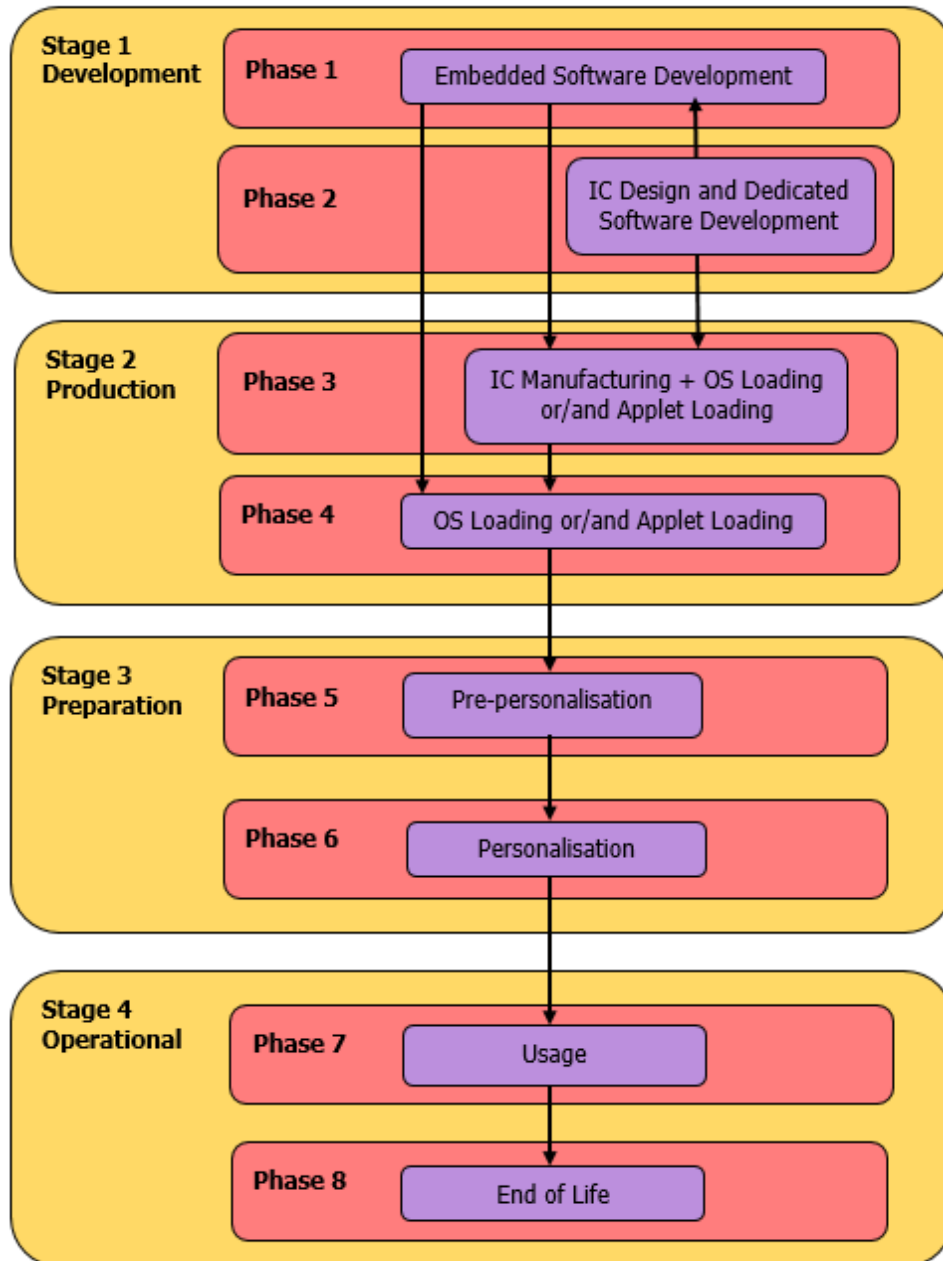 Stage 1
Development
Phase 1
Embedded Software Development
Phase 2
IC Design and Dedicated
Software Development
Stage 2
Production
Phase 3
IC Manufacturing + OS Loading
or/and Applet Loading
Phase 4
OS Loading or/and Applet Loading
Stage 3
Preparation
Phase 5
Pre-personalisation
Phase 6
Personalisation
Stage 4
Operational
Phase 7
Usage
Phase 8
End of Life